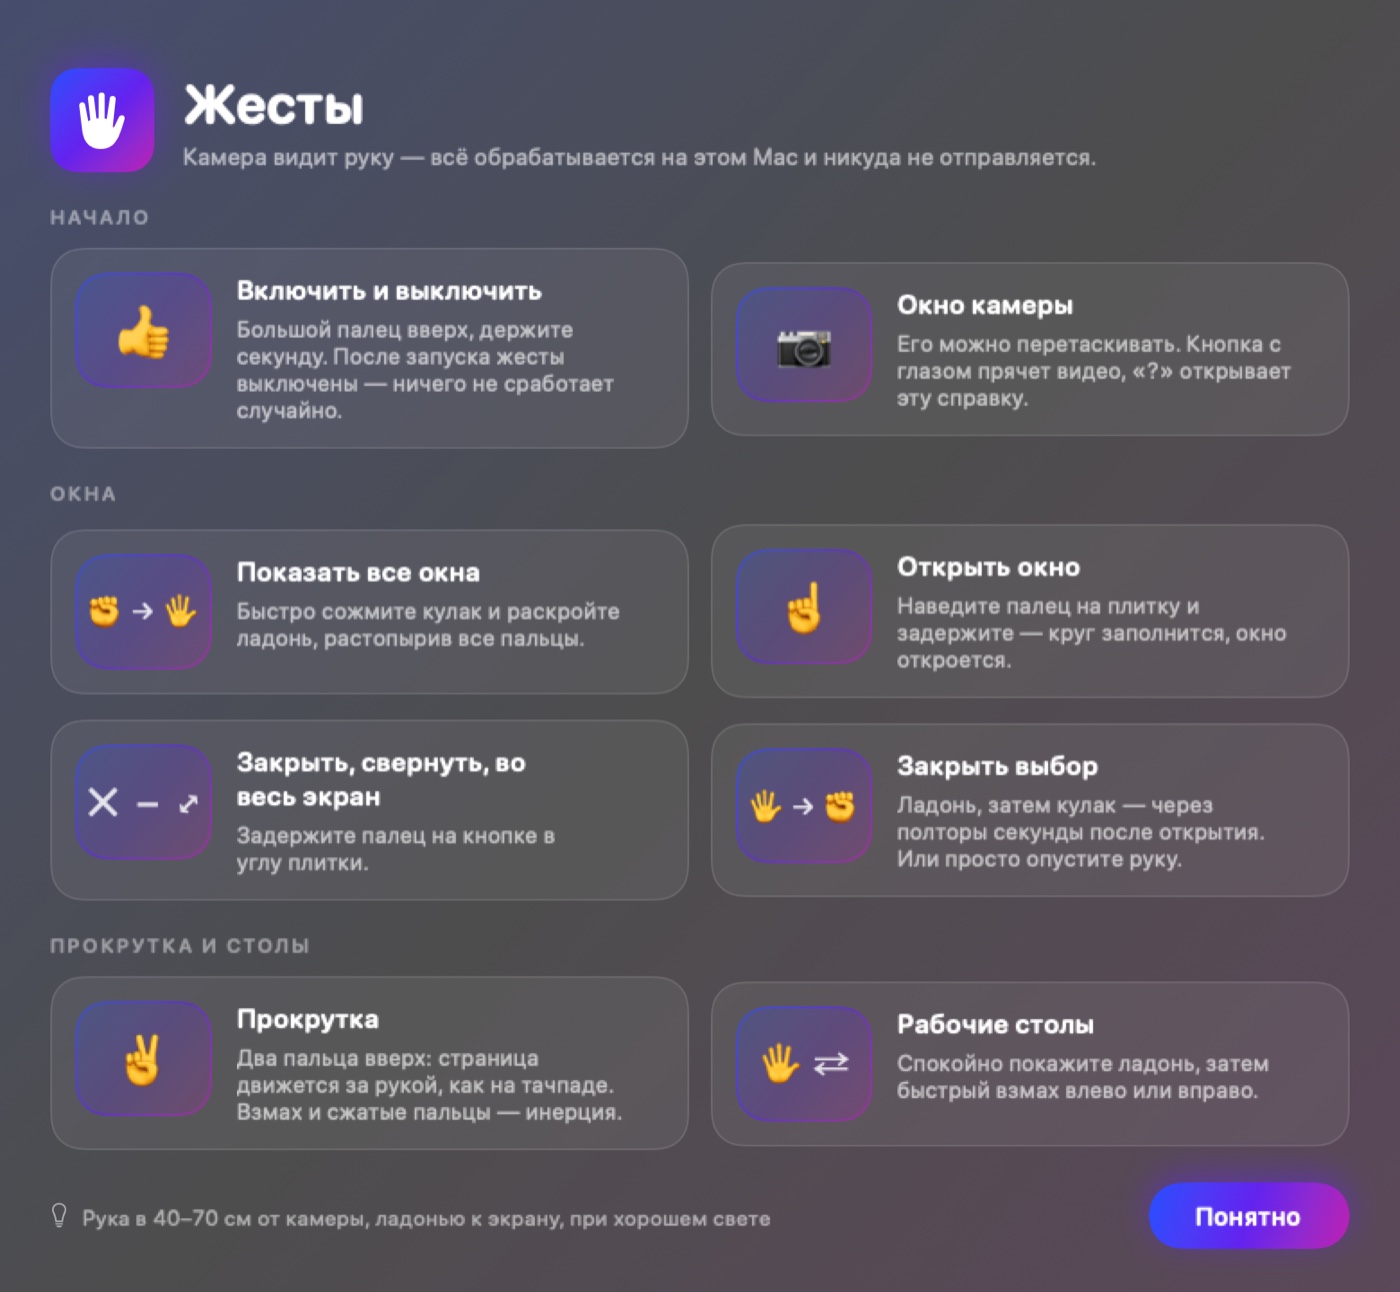 Жесты
Камера видит руку — всё обрабатывается на этом Mac и никуда не отправляется.
НАЧАЛО
Включить и выключить
Большой палец вверх, держите
секунду. После запуска жесты
выключены — ничего не сработает
случайно.
Окно камеры
Его можно перетаскивать. Кнопка с
глазом прячет видео, «?» открывает
эту справку.
ОКНА
Показать все окна
Быстро сожмите кулак и раскройте
ладонь, растопырив все пальцы.
Открыть окно
Наведите палец на плитку и
задержите — круг заполнится, окно
откроется.
Закрыть, свернуть, во
весь экран
Задержите палец на кнопке в
углу плитки.
Закрыть выбор
Ладонь, затем кулак — через
полторы секунды после открытия.
Или просто опустите руку.
ПРОКРУТКА И СТОЛЫ
Прокрутка
Два пальца вверх: страница
движется за рукой, как на тачпаде.
Взмах и сжатые пальцы — инерция.
Рабочие столы
Спокойно покажите ладонь, затем
быстрый взмах влево или вправо.
Рука в 40–70 см от камеры, ладонью к экрану, при хорошем свете
Понятно